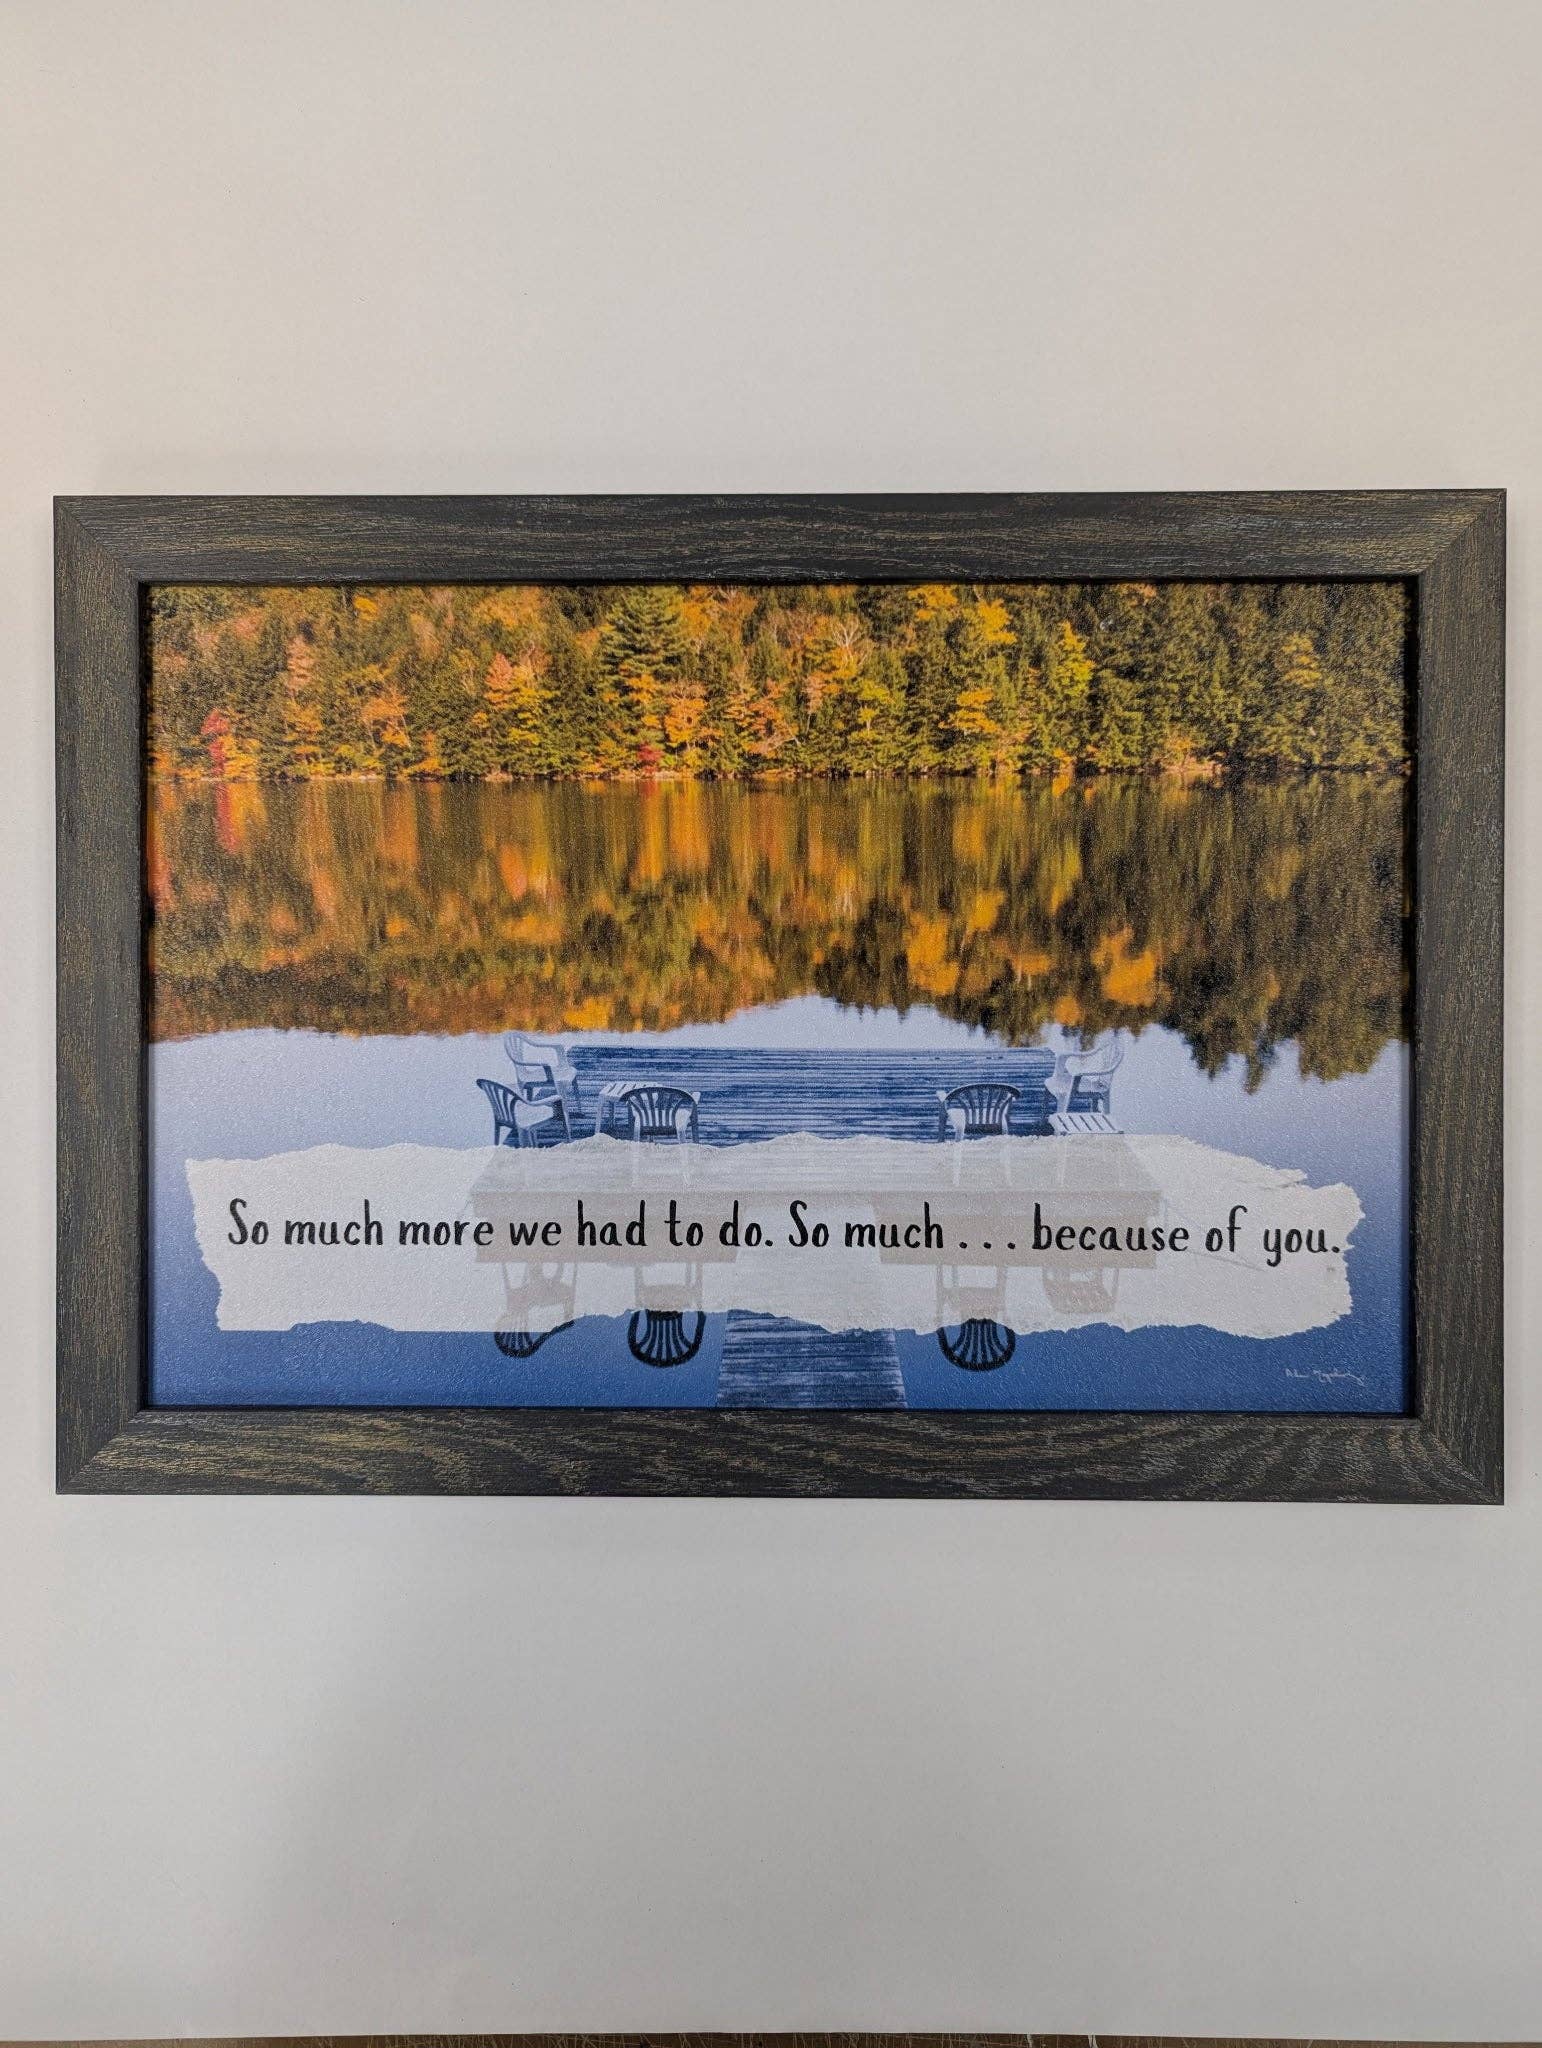 So much more we had to do. So much . . . because of you.